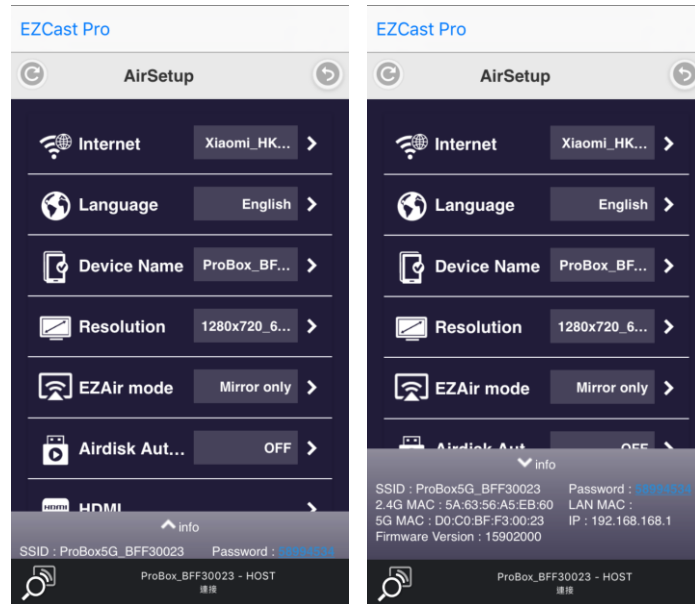 EZCast Pro
AirSetup
Internet Xiaomi_HK...
Language English
Device Name ProBox_BF...
Resolution 1280x720_6...
EZAir mode Mirror only
Airdisk Aut... OFF
HDMI
info
SSID : ProBox5G_BFF30023 Password :
ProBox_BFF30023 - HOST
連接
EZCast Pro
AirSetup
Internet Xiaomi_HK...
Language English
Device Name ProBox_BF...
Resolution 1280x720_6...
EZAir mode Mirror only
Airdisk Aut... OFF
info
SSID : ProBox5G_BFF30023 Password :
2.4G MAC : 5A:63:56:A5:EB:60 LAN MAC :
5G MAC : D0:C0:BF:F3:00:23 IP : 192.168.168.1
Firmware Version : 15902000
ProBox_BFF30023 - HOST
連接